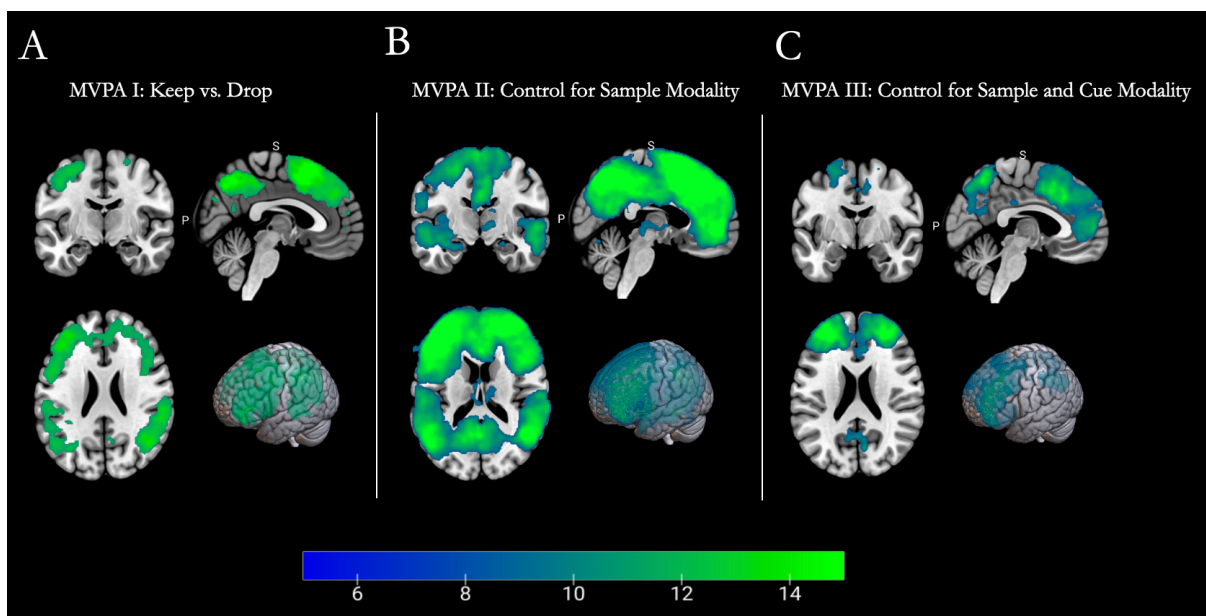 A
B
C
MVPA I: Keep vs. Drop
MVPA II: Control for Sample Modality
MVPA III: Control for Sample and Cue Modality
S
S
S
P
P
P
6 8 10 12 14